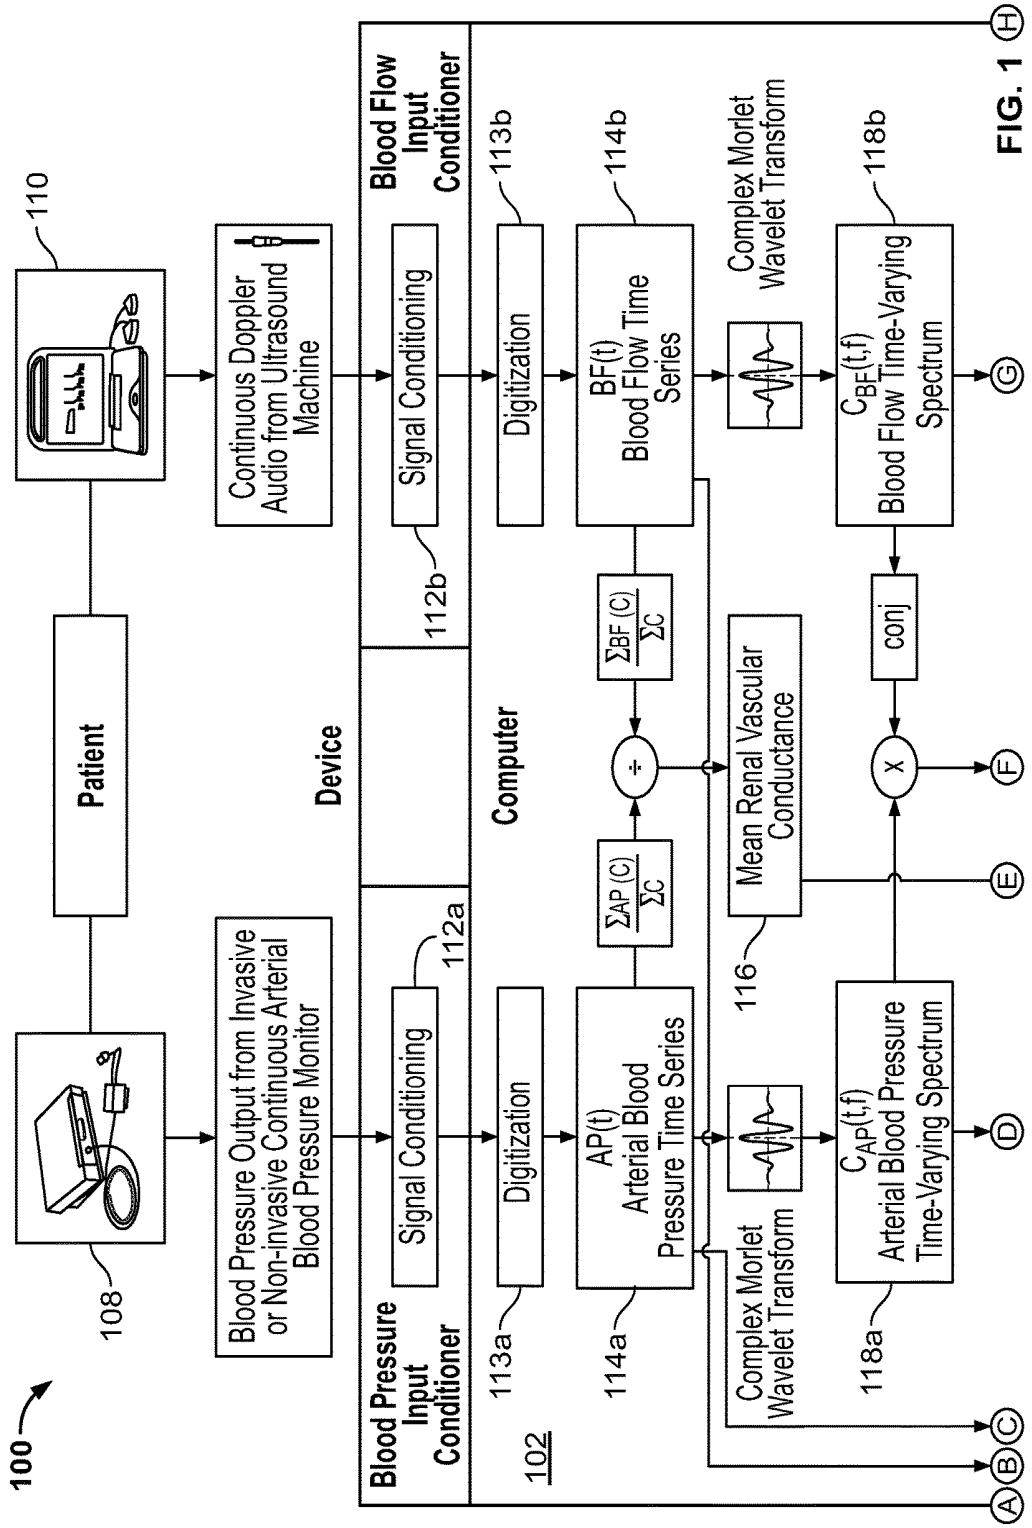 100
108
110
Patient
Blood Pressure Output from Invasive
or Non-invasive Continuous Arterial
Blood Pressure Monitor
Continuous Doppler
Audio from Ultrasound
Machine
Device
Blood Pressure
Input
Conditioner
Signal Conditioning
112a
112b
Signal Conditioning
Blood Flow
Input
Conditioner
102
Computer
113a
Digitization
Digitization
113b
114a
AP(t)
Arterial Blood
Pressure Time Series
ΣAP (C)
ΣC
÷
ΣBF (C)
ΣC
BF(t)
Blood Flow Time
Series
114b
116
Mean Renal Vascular
Conductance
Complex Morlet
Wavelet Transform
Complex Morlet
Wavelet Transform
118a
CAP(t,f)
Arterial Blood Pressure
Time-Varying Spectrum
X
conj
CBF(t,f)
Blood Flow Time-Varying
Spectrum
118b
A
B
C
D
E
F
G
H
FIG. 1